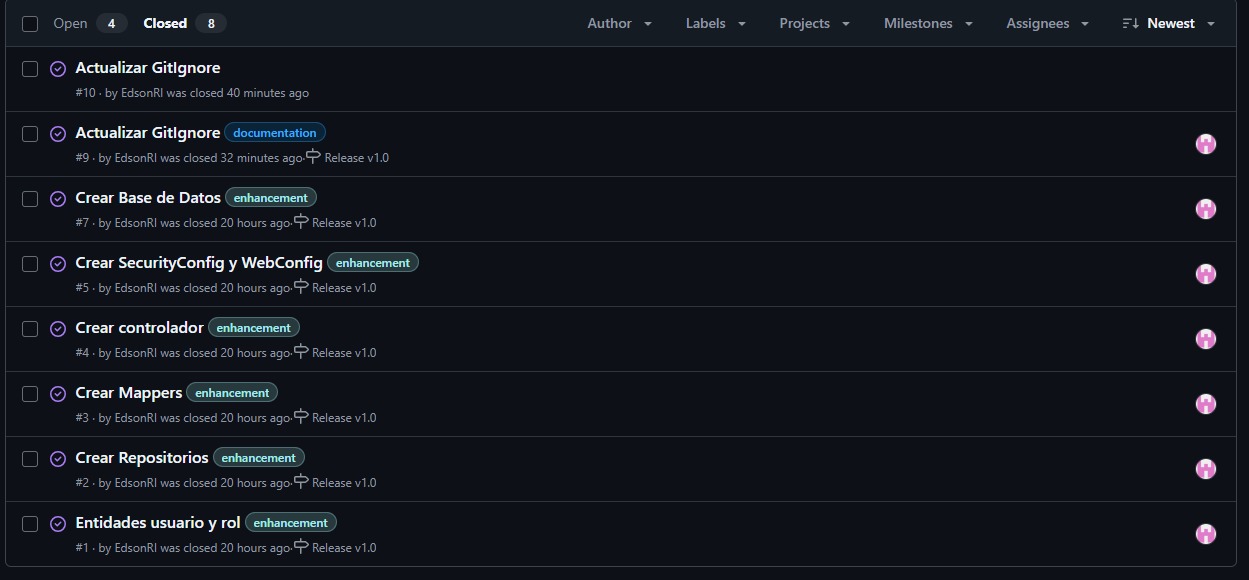 Open 4 Closed 8 Author Labels Projects Milestones Assignees Newest
Actualizar GitIgnore
#10 · by EdsonRI was closed 40 minutes ago
Actualizar GitIgnore documentation
#9 · by EdsonRI was closed 32 minutes ago· Release v1.0
Crear Base de Datos enhancement
#7 · by EdsonRI was closed 20 hours ago· Release v1.0
Crear SecurityConfig y WebConfig enhancement
#5 · by EdsonRI was closed 20 hours ago· Release v1.0
Crear controlador enhancement
#4 · by EdsonRI was closed 20 hours ago· Release v1.0
Crear Mappers enhancement
#3 · by EdsonRI was closed 20 hours ago· Release v1.0
Crear Repositorios enhancement
#2 · by EdsonRI was closed 20 hours ago· Release v1.0
Entidades usuario y rol enhancement
#1 · by EdsonRI was closed 20 hours ago· Release v1.0